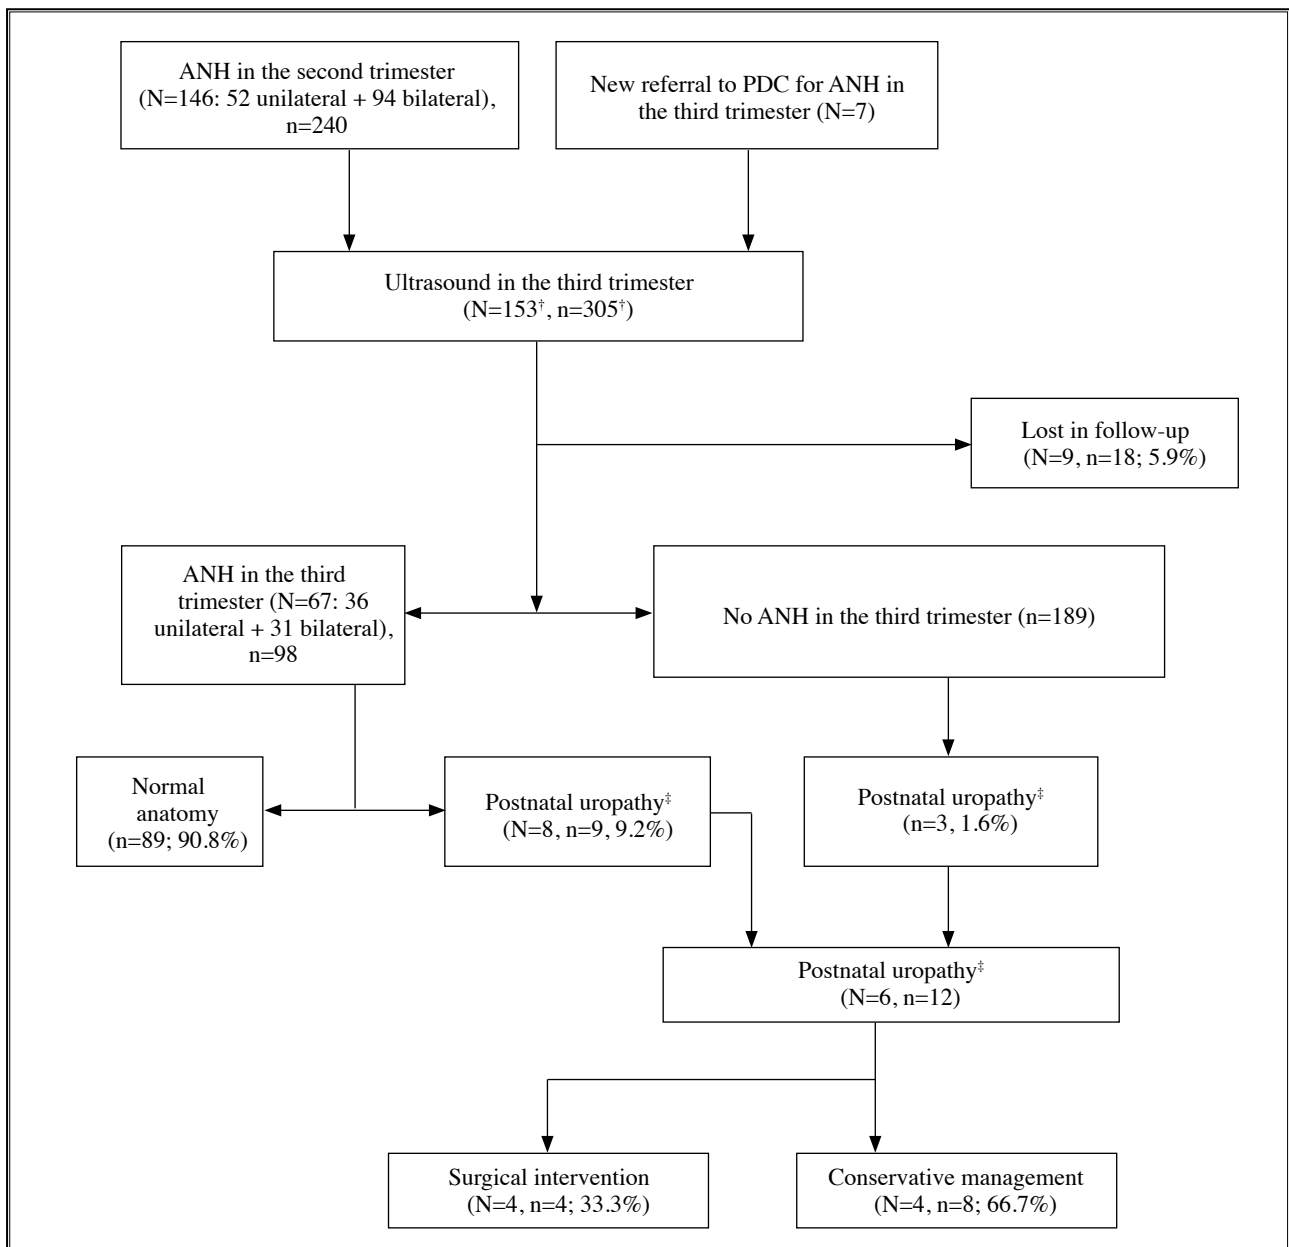 ANH in the second trimester
(N=146: 52 unilateral + 94 bilateral),
n=240
New referral to PDC for ANH in
the third trimester (N=7)
Ultrasound in the third trimester
(N=153†, n=305†)
Lost in follow-up
(N=9, n=18; 5.9%)
ANH in the third
trimester (N=67: 36
unilateral + 31 bilateral),
n=98
No ANH in the third trimester (n=189)
Normal
anatomy
(n=89; 90.8%)
Postnatal uropathy‡
(N=8, n=9, 9.2%)
Postnatal uropathy‡
(n=3, 1.6%)
Postnatal uropathy‡
(N=6, n=12)
Surgical intervention
(N=4, n=4; 33.3%)
Conservative management
(N=4, n=8; 66.7%)